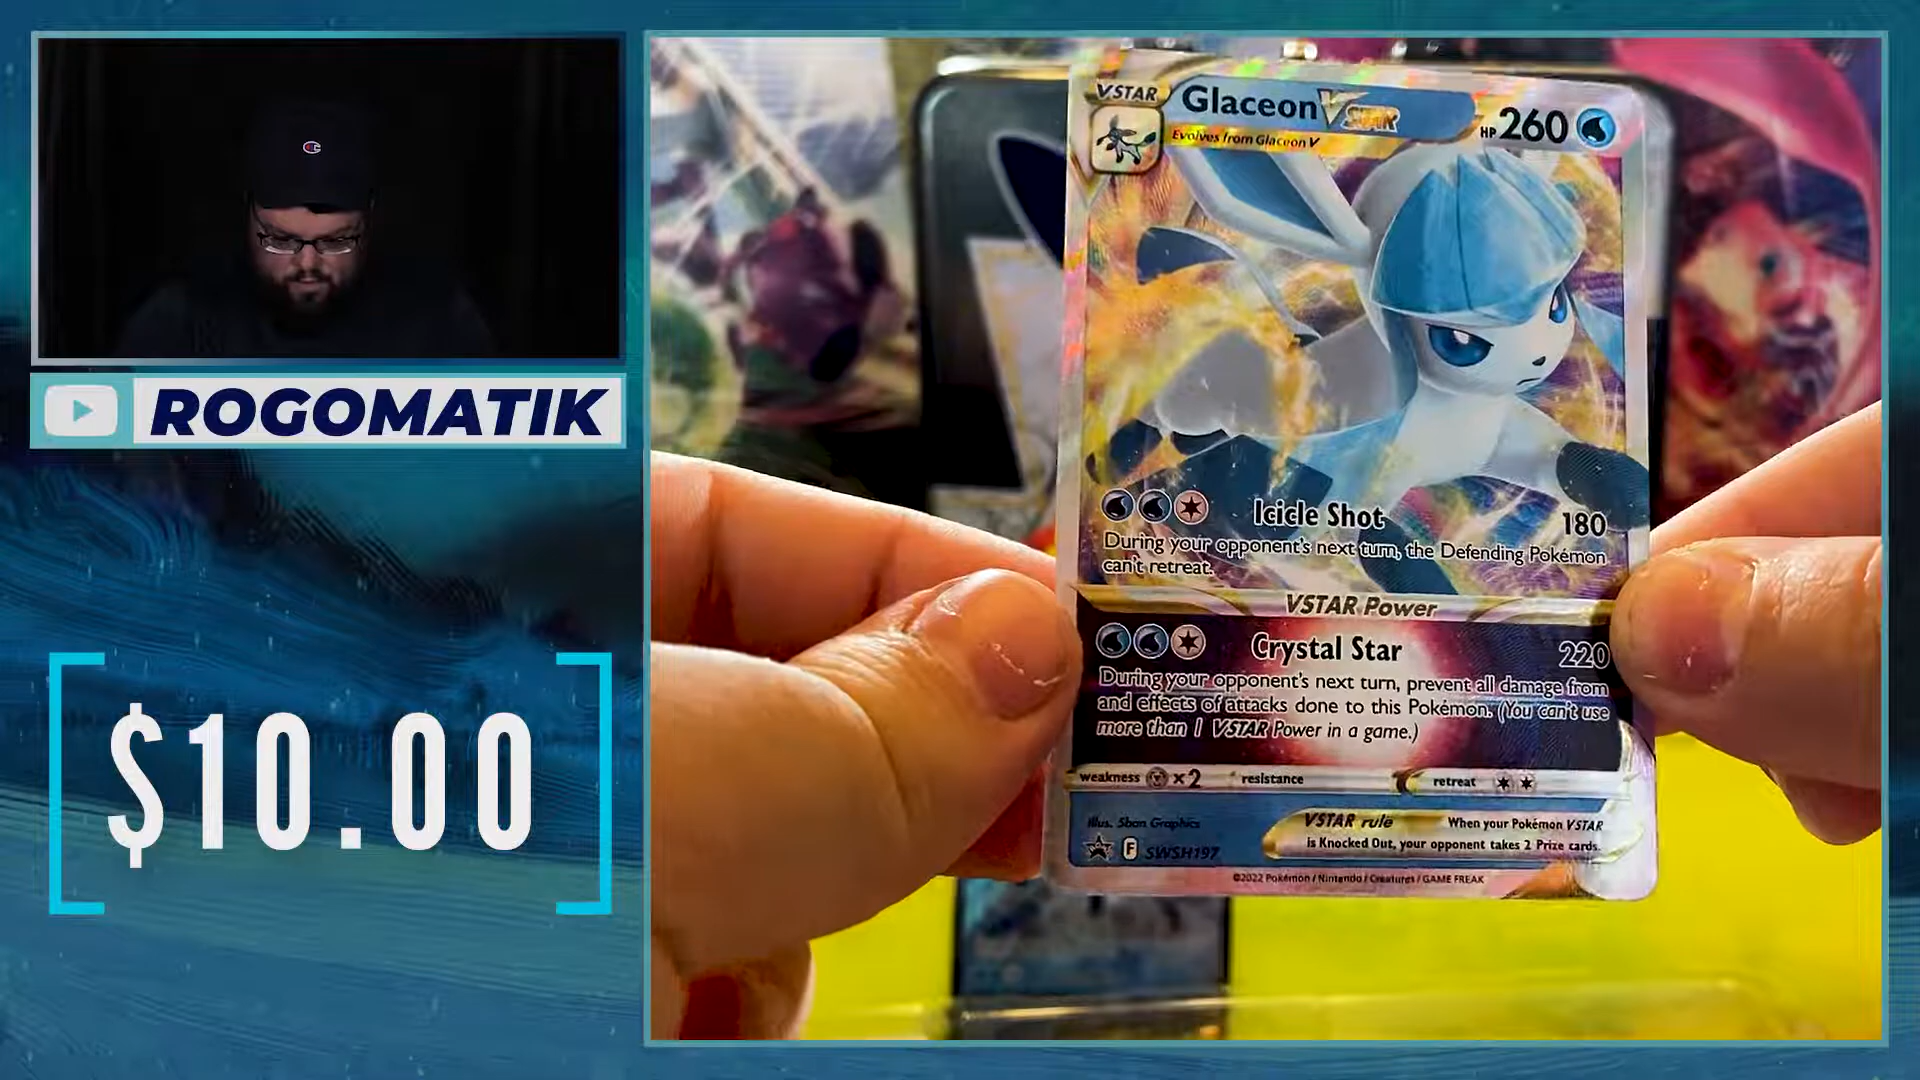 ROGOMATIK
$10.00
VSTAR
Glaceon VSTAR
Evolves from Glaceon V
HP 260
Icicle Shot 180
During your opponent's next turn, the Defending Pokémon
can't retreat.
VSTAR Power
Crystal Star 220
During your opponent's next turn, prevent all damage from
and effects of attacks done to this Pokémon. (You can't use
more than 1 VSTAR Power in a game.)
weakness x2 resistance retreat
Illus. 5ban Graphics
VSTAR rule When your Pokémon VSTAR
is Knocked Out, your opponent takes 2 Prize cards.
F SWSH197
©2022 Pokémon / Nintendo / Creatures / GAME FREAK